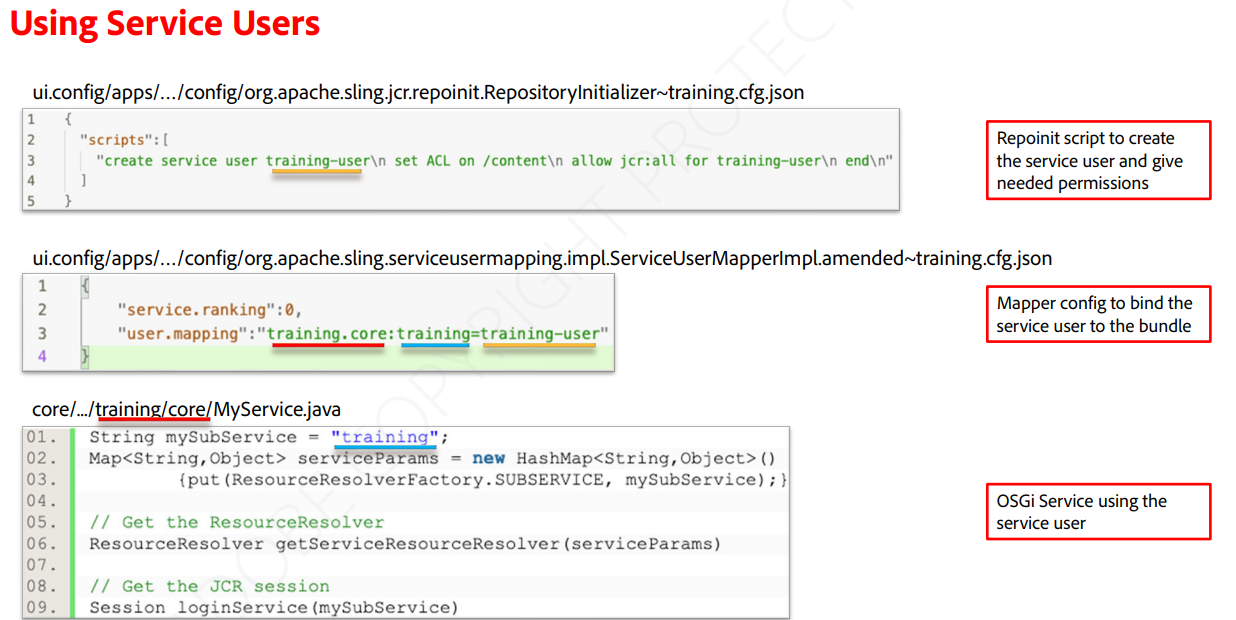 Using Service Users
ui.config/apps/…/config/org.apache.sling.jcr.repoinit.RepositoryInitializer~training.cfg.json
1 {
2 "scripts":[
3 "create service user training-user\n set ACL on /content\n allow jcr:all for training-user\n end\n"
4 ]
5 }
Repoinit script to create
the service user and give
needed permissions
ui.config/apps/…/config/org.apache.sling.serviceusermapping.impl.ServiceUserMapperImpl.amended~training.cfg.json
1 {
2 "service.ranking":0,
3 "user.mapping":"training.core:training=training-user"
4 }
Mapper config to bind the
service user to the bundle
core/.../training/core/MyService.java
01. String mySubService = "training";
02. Map<String,Object> serviceParams = new HashMap<String,Object>()
03. {put(ResourceResolverFactory.SUBSERVICE, mySubService);}
04.
05. // Get the ResourceResolver
06. ResourceResolver getServiceResourceResolver(serviceParams)
07.
08. // Get the JCR session
09. Session loginService(mySubService)
OSGi Service using the
service user